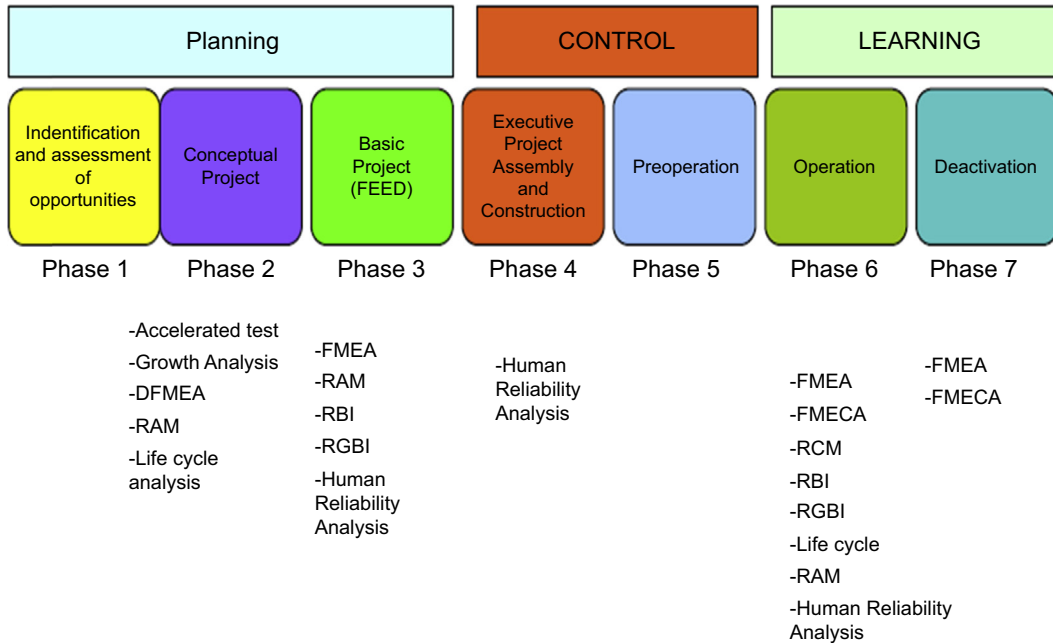 Planning
CONTROL
LEARNING
Indentification
and assessment
of
opportunities
Conceptual
Project
Basic
Project
(FEED)
Executive
Project
Assembly
and
Construction
Preoperation
Operation
Deactivation
Phase 1
Phase 2
Phase 3
Phase 4
Phase 5
Phase 6
Phase 7
-Accelerated test
-Growth Analysis
-DFMEA
-RAM
-Life cycle
analysis
-FMEA
-RAM
-RBI
-RGBI
-Human
Reliability
Analysis
-Human
Reliability
Analysis
-FMEA
-FMECA
-RCM
-RBI
-RGBI
-Life cycle
-RAM
-Human Reliability
Analysis
-FMEA
-FMECA